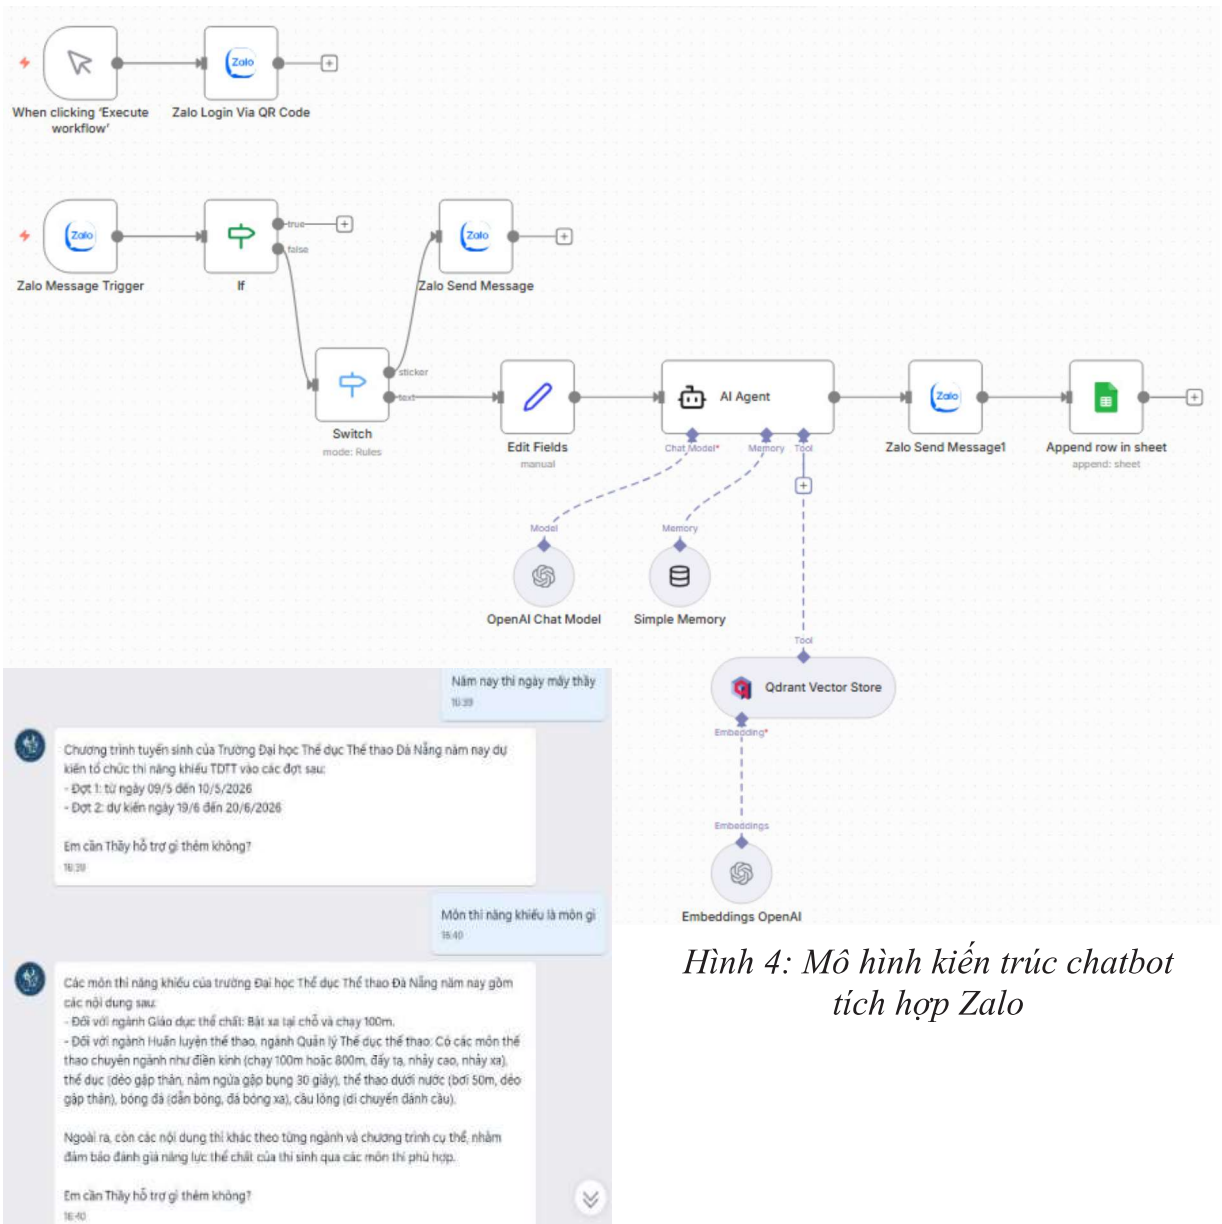 Zalo
When clicking ‘Execute
workflow’
Zalo Login Via QR Code
Zalo
Zalo Message Trigger
true
false
If
Zalo
Zalo Send Message
sticker
text
Switch
mode: Rules
Edit Fields
manual
AI Agent
Chat Model*
Memory
Tool
Zalo
Zalo Send Message1
Append row in sheet
append: sheet
Model
OpenAI Chat Model
Memory
Simple Memory
Tool
Qdrant Vector Store
Embedding*
Embeddings
Embeddings OpenAI
Năm nay thi ngày mấy thầy
16:39
Chương trình tuyển sinh của Trường Đại học Thể dục Thể thao Đà Nẵng năm nay dự
kiến tổ chức thi năng khiếu TDTT vào các đợt sau:
- Đợt 1: từ ngày 09/5 đến 10/5/2026
- Đợt 2: dự kiến ngày 19/6 đến 20/6/2026
Em cần Thầy hỗ trợ gì thêm không?
16:39
Môn thi năng khiếu là môn gì
16:40
Các môn thi năng khiếu của trường Đại học Thể dục Thể thao Đà Nẵng năm nay gồm
các nội dung sau:
- Đối với ngành Giáo dục thể chất: Bật xa tại chỗ và chạy 100m.
- Đối với ngành Huấn luyện thể thao, ngành Quản lý Thể dục thể thao: Có các môn thể
thao chuyên ngành như điền kinh (chạy 100m hoặc 800m, đẩy tạ, nhảy cao, nhảy xa),
thể dục (dẻo gập thân, nằm ngửa gập bụng 30 giây), thể thao dưới nước (bơi 50m, dẻo
gập thân), bóng đá (dẫn bóng, đá bóng xa), cầu lông (di chuyển đánh cầu).
Ngoài ra, còn các nội dung thi khác theo từng ngành và chương trình cụ thể, nhằm
đảm bảo đánh giá năng lực thể chất của thí sinh qua các môn thi phù hợp.
Em cần Thầy hỗ trợ gì thêm không?
16:40
Hình 4: Mô hình kiến trúc chatbot
tích hợp Zalo